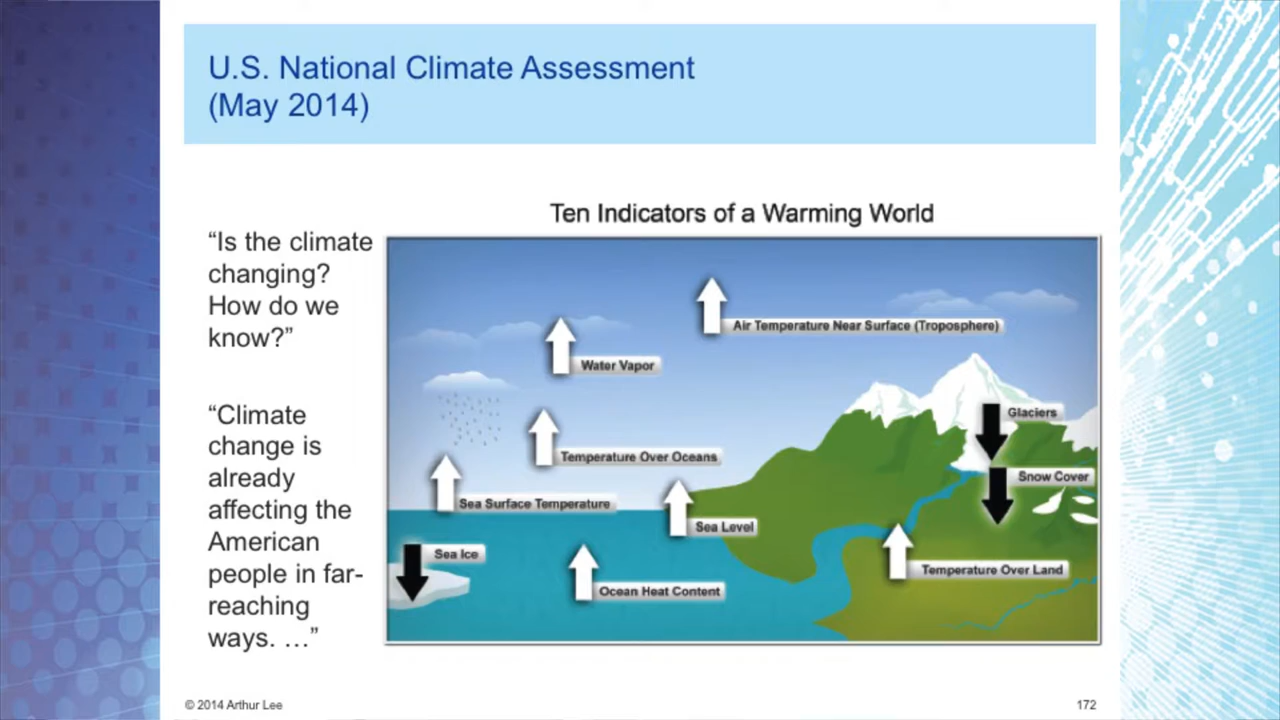 U.S. National Climate Assessment
(May 2014)
“Is the climate
changing?
How do we
know?”
“Climate
change is
already
affecting the
American
people in far-
reaching
ways. …”
Ten Indicators of a Warming World
Air Temperature Near Surface (Troposphere)
Water Vapor
Glaciers
Temperature Over Oceans
Snow Cover
Sea Surface Temperature
Sea Level
Sea Ice
Temperature Over Land
Ocean Heat Content
© 2014 Arthur Lee
172